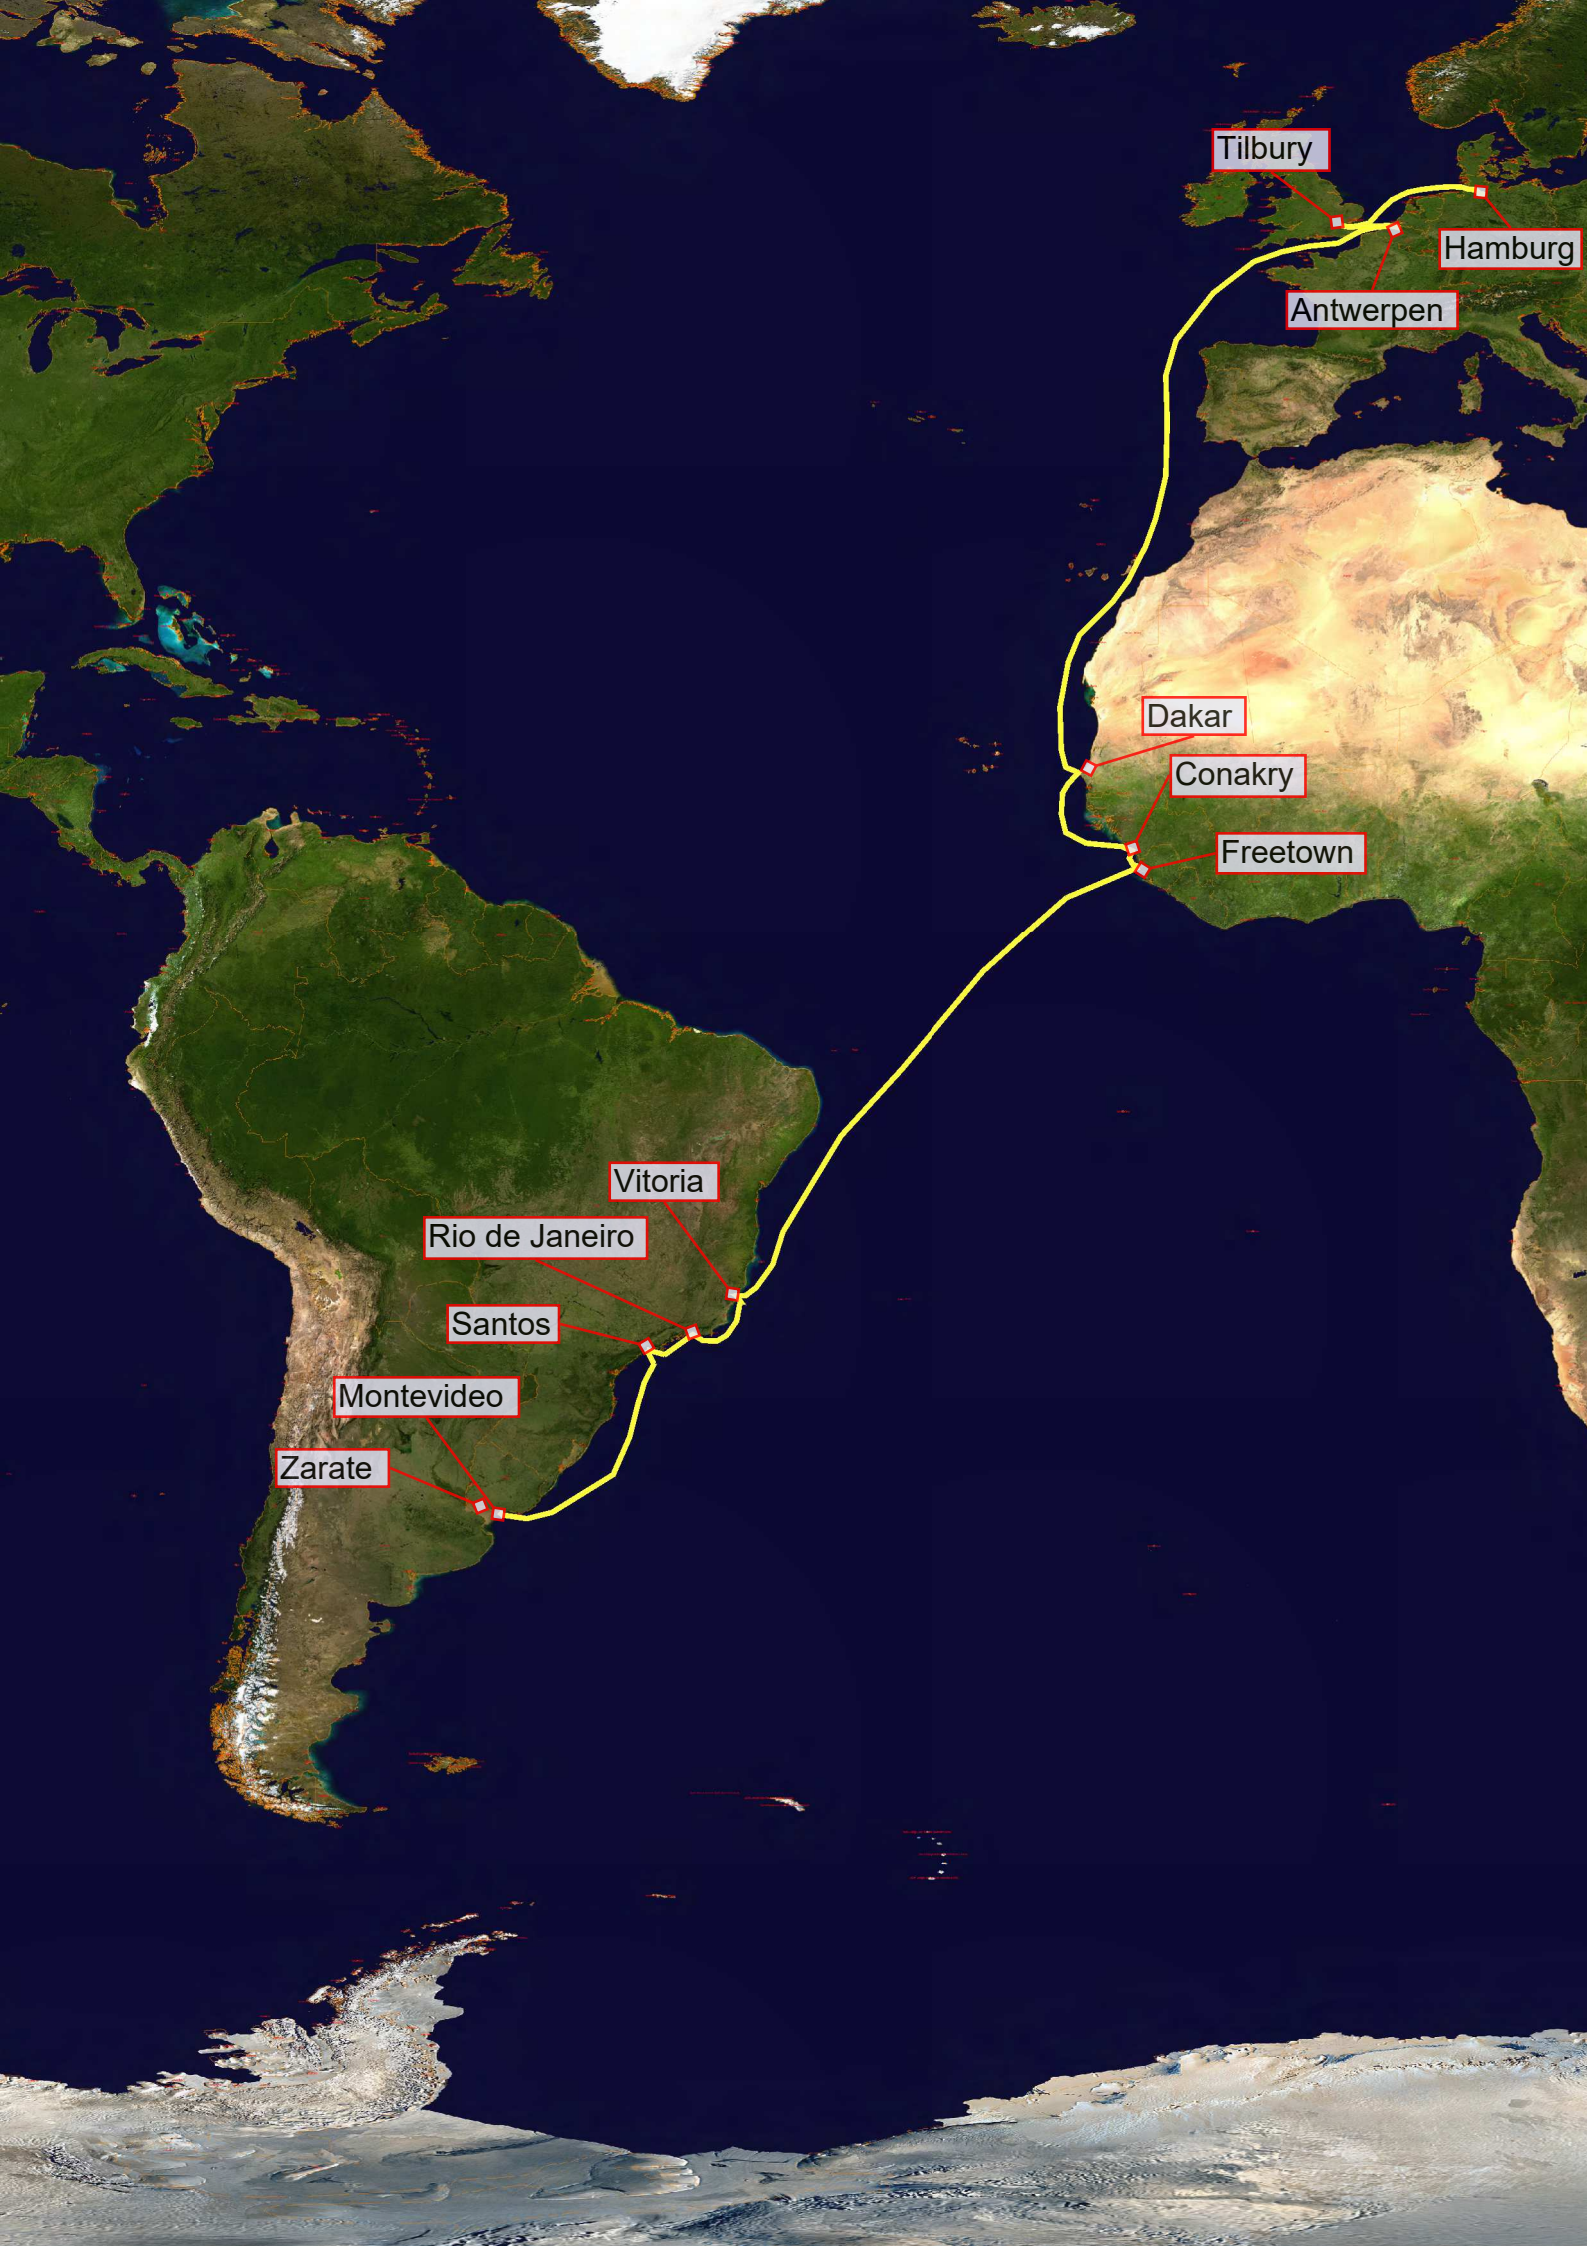 Tilbury
Hamburg
Antwerpen
Dakar
Conakry
Freetown
Vitoria
Rio de Janeiro
Santos
Montevideo
Zarate